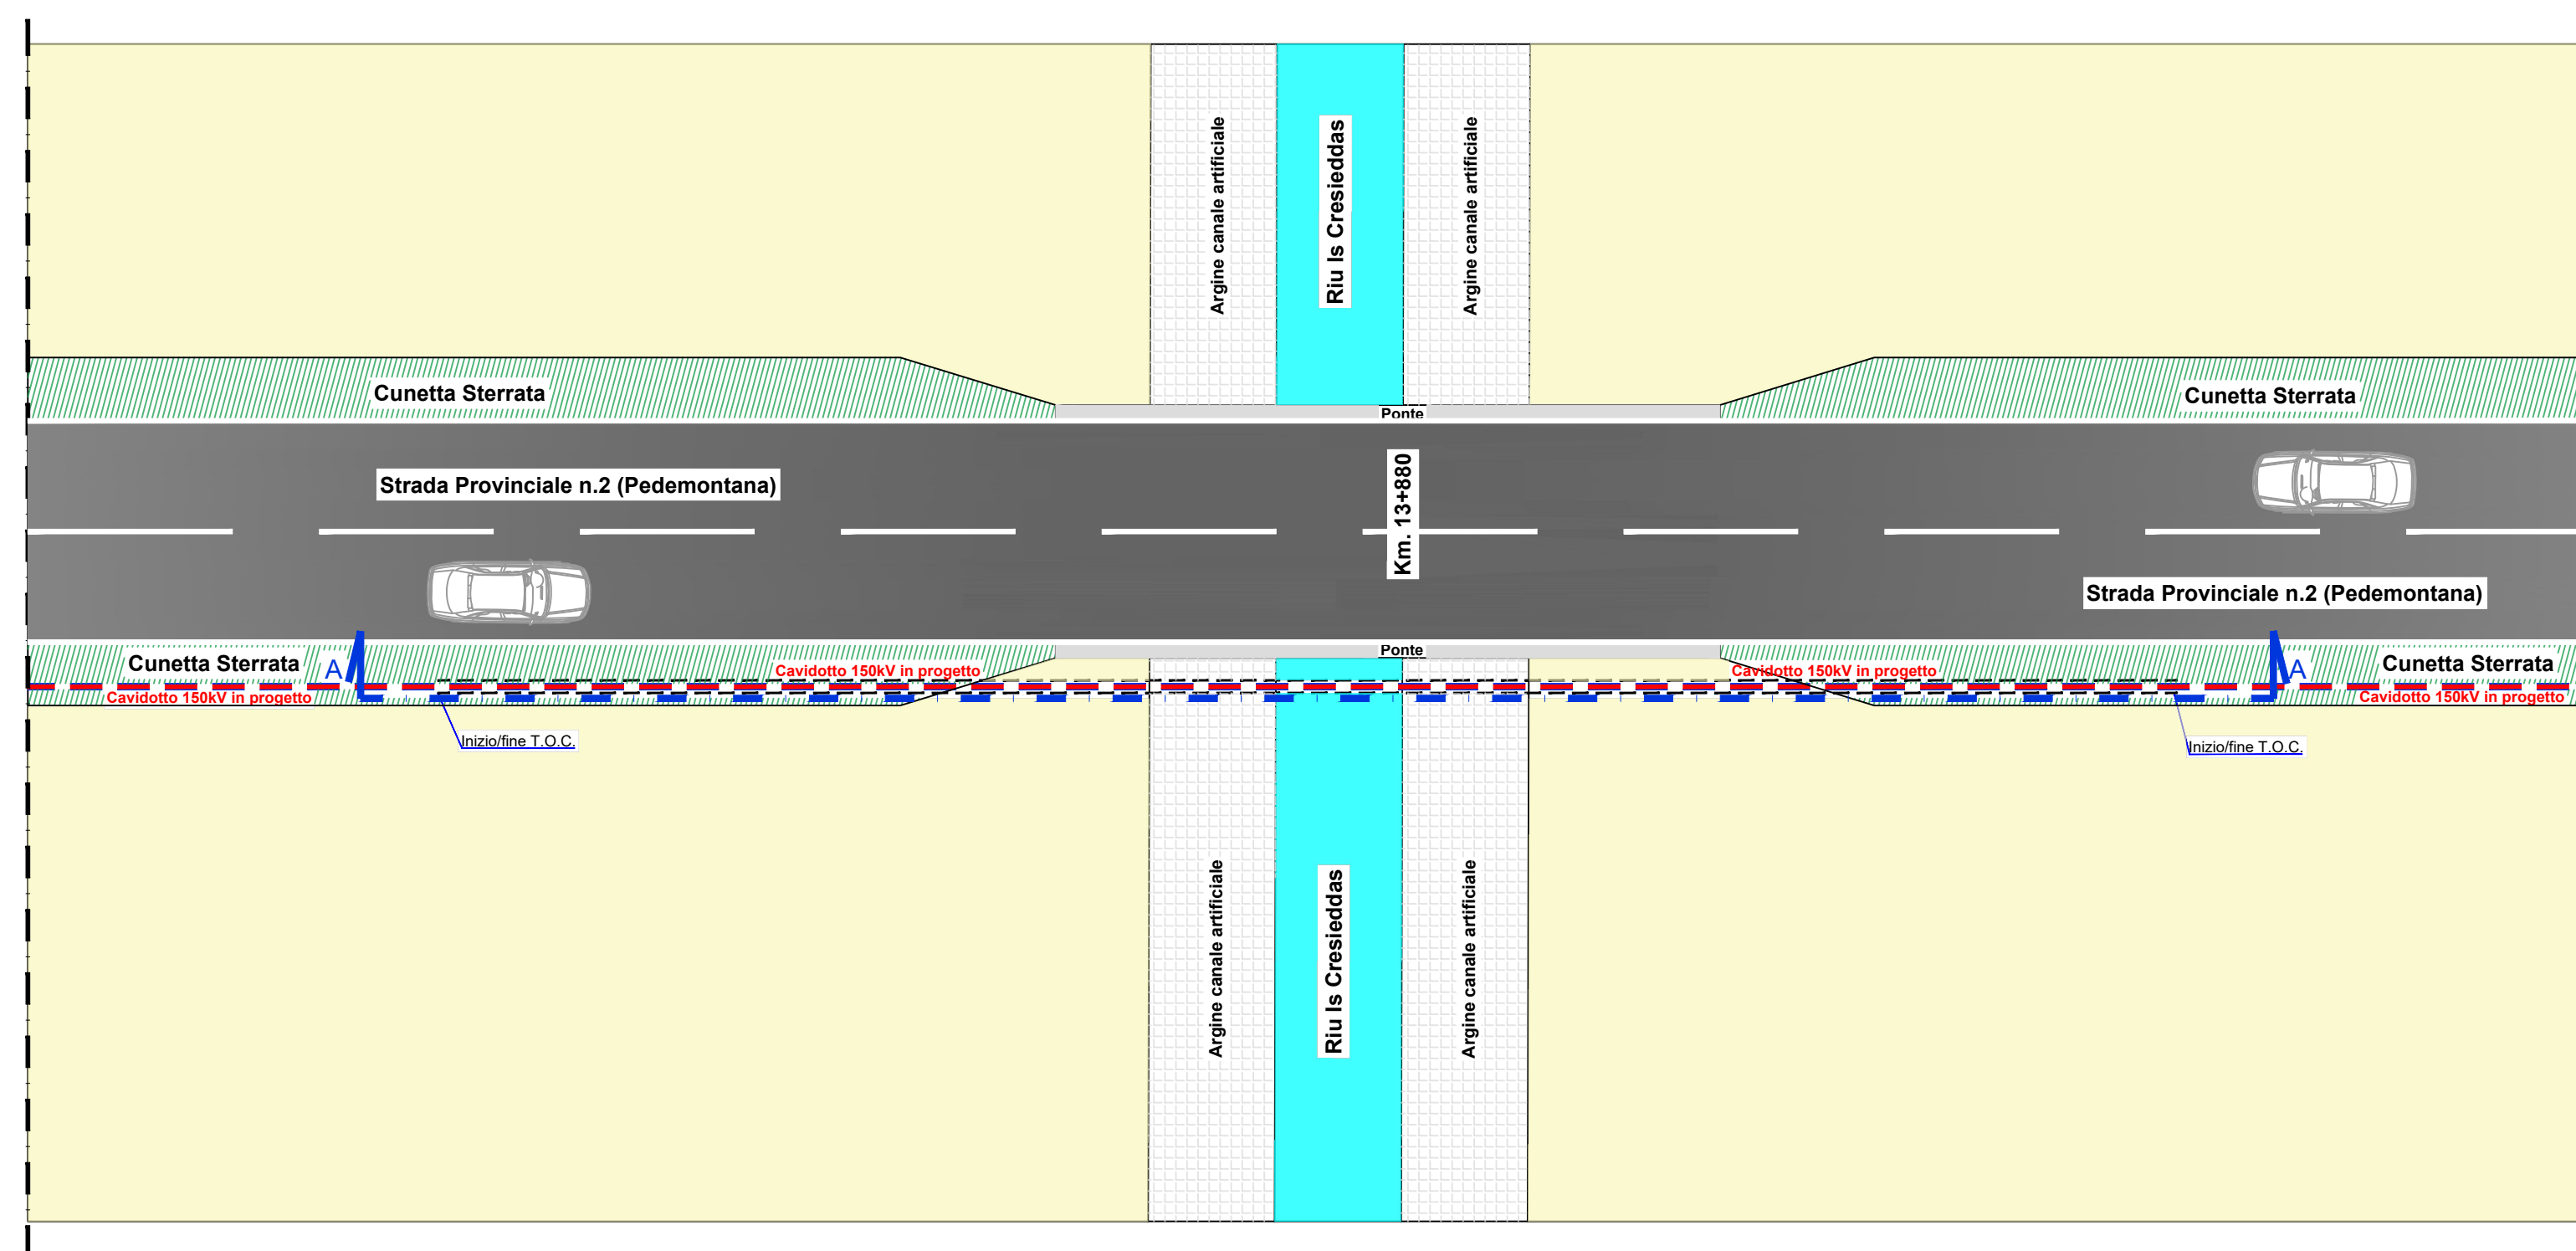 Argine canale artificiale
Riu Is Cresieddas
Argine canale artificiale
Cunetta Sterrata
Cunetta Sterrata
Ponte
Strada Provinciale n.2 (Pedemontana)
Km. 13+880
Strada Provinciale n.2 (Pedemontana)
Ponte
Cunetta Sterrata
A
Cavidotto 150kV in progetto
Cavidotto 150kV in progetto
A
Cunetta Sterrata
Cavidotto 150kV in progetto
Cavidotto 150kV in progetto
Inizio/fine T.O.C.
Inizio/fine T.O.C.
Argine canale artificiale
Riu Is Cresieddas
Argine canale artificiale